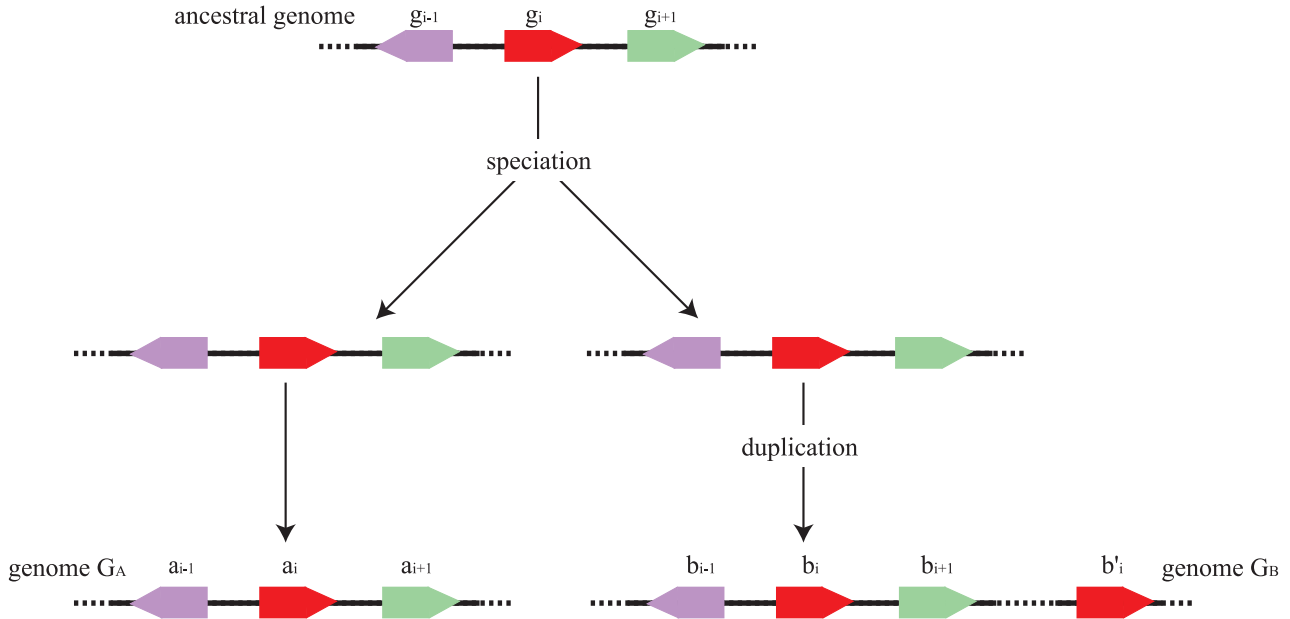 ancestral genome gi-1 gi gi+1
speciation
duplication
genome GA ai-1 ai ai+1 bi-1 bi bi+1 b'i genome GB